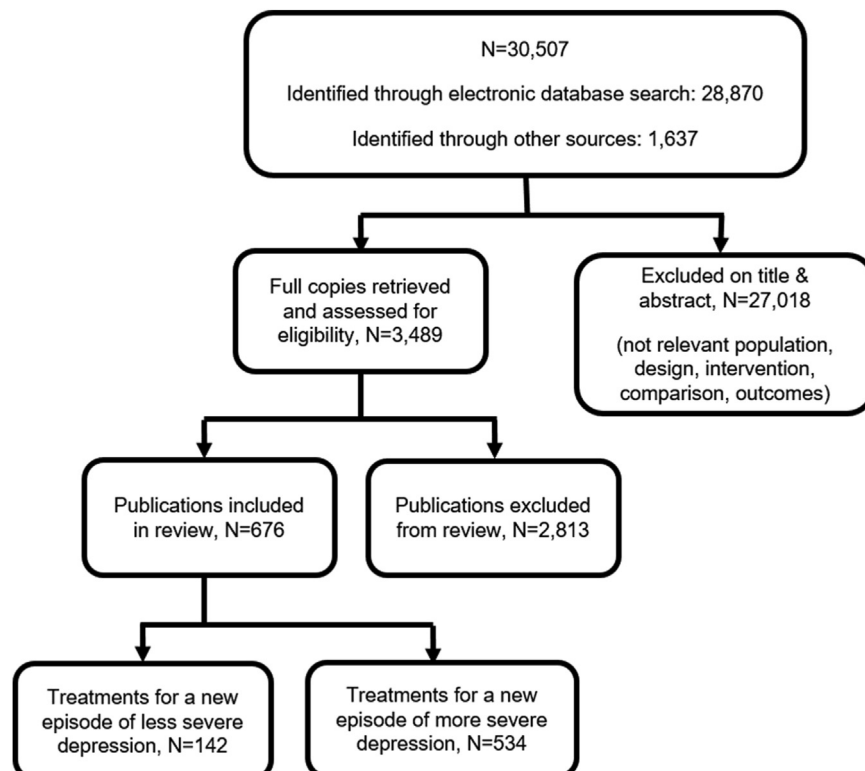 N=30,507
Identified through electronic database search: 28,870
Identified through other sources: 1,637
Full copies retrieved
and assessed for
eligibility, N=3,489
Excluded on title &
abstract, N=27,018
(not relevant population,
design, intervention,
comparison, outcomes)
Publications included
in review, N=676
Publications excluded
from review, N=2,813
Treatments for a new
episode of less severe
depression, N=142
Treatments for a new
episode of more severe
depression, N=534